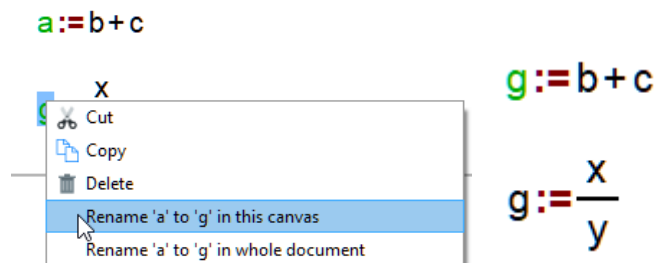 a:=b+c
g x
Cut
Copy
Delete
Rename 'a' to 'g' in this canvas
Rename 'a' to 'g' in whole document
g:=b+c
g:=x/y